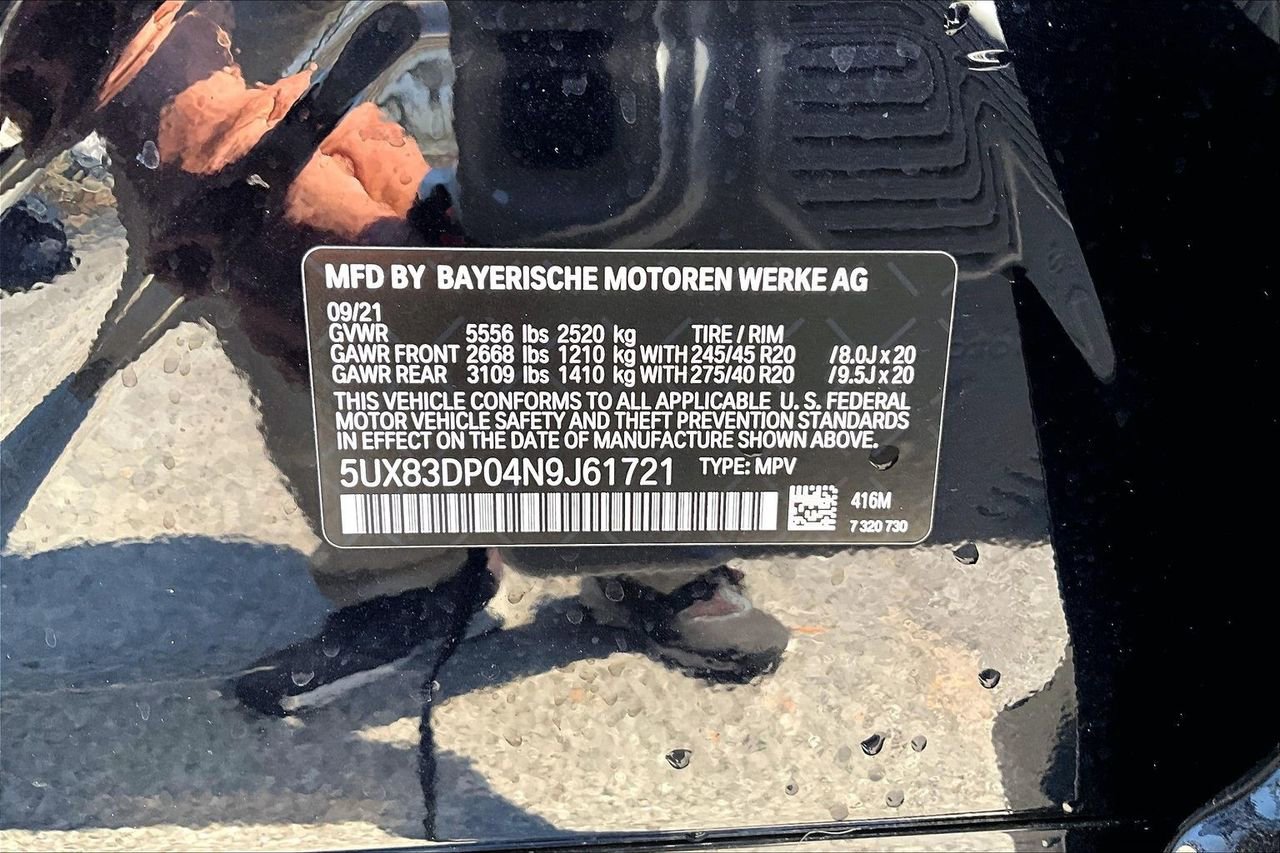 MFD BY BAYERISCHE MOTOREN WERKE AG
09/21
GVWR 5556 lbs 2520 kg TIRE / RIM
GAWR FRONT 2668 lbs 1210 kg WITH 245/45 R20 /8.0J x 20
GAWR REAR 3109 lbs 1410 kg WITH 275/40 R20 /9.5J x 20
THIS VEHICLE CONFORMS TO ALL APPLICABLE U. S. FEDERAL
MOTOR VEHICLE SAFETY AND THEFT PREVENTION STANDARDS
IN EFFECT ON THE DATE OF MANUFACTURE SHOWN ABOVE.
5UX83DP04N9J61721 TYPE: MPV
416M
7 320 730